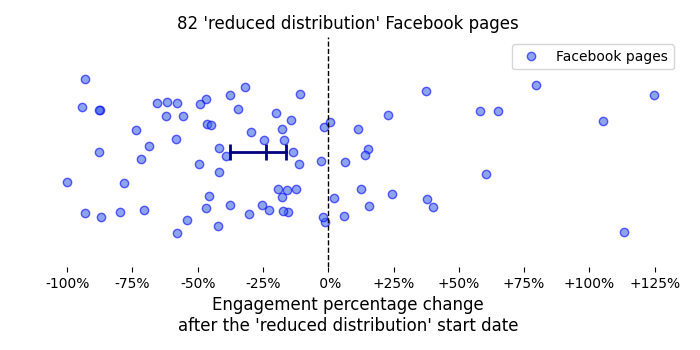 82 'reduced distribution' Facebook pages
Facebook pages
-100% -75% -50% -25% 0% +25% +50% +75% +100% +125%
Engagement percentage change
after the 'reduced distribution' start date